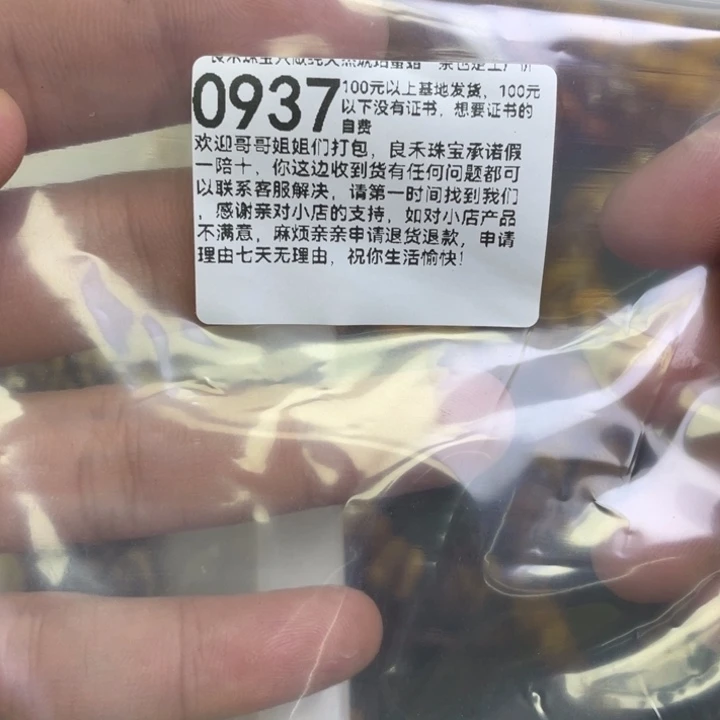 0937 100元以上基地发货，100元
以下没有证书，想要证书的
自费
欢迎哥哥姐姐们打包，良禾珠宝承诺假
一陪十，你这边收到货有任何问题都可
以联系客服解决，请第一时间找到我们
，感谢亲对小店的支持，如对小店产品
不满意，麻烦亲亲申请退货退款，申请
理由七天无理由，祝你生活愉快！